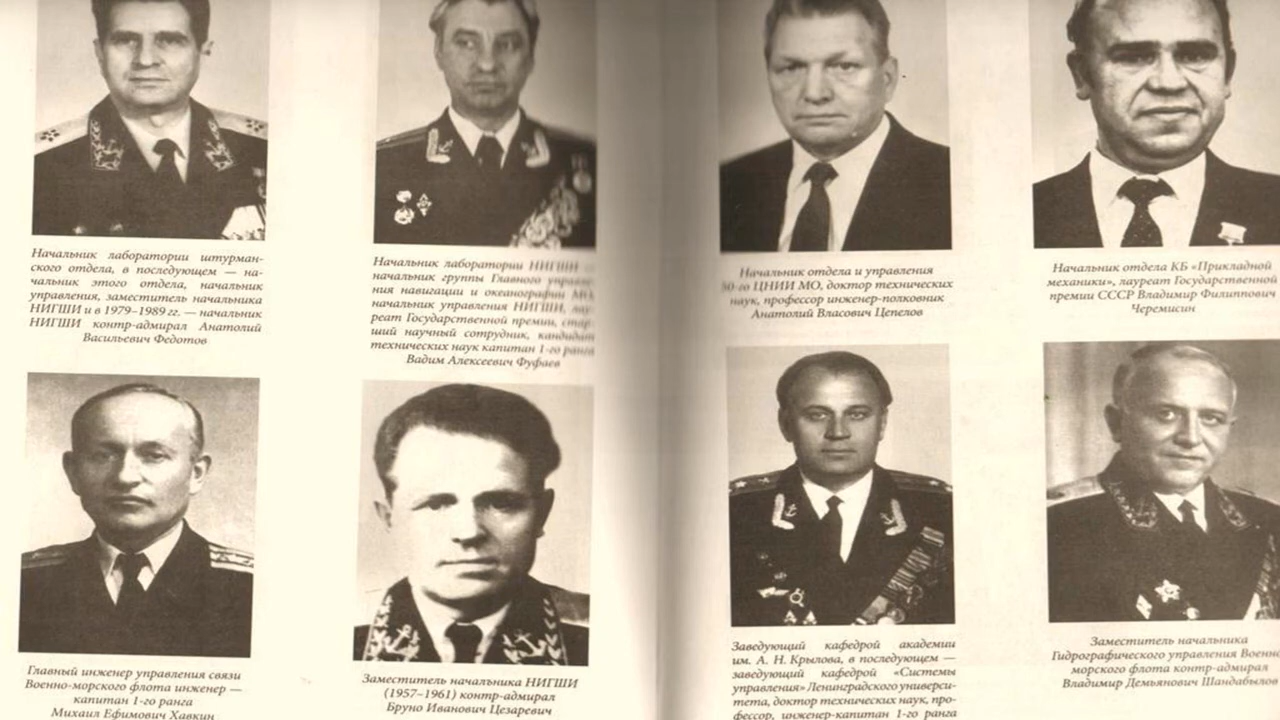 Начальник лаборатории штурман-
ского отдела, в последующем — на-
чальник этого отдела, начальник
управления, заместитель начальника
НИГШИ и в 1979–1989 гг. — начальник
НИГШИ контр-адмирал Анатолий
Васильевич Федотов
Начальник лаборатории НИГШИ —
начальник группы Главного управле-
ния навигации и океанографии МО,
начальник управления НИГШИ, лау-
реат Государственной премии, стар-
ший научный сотрудник, кандидат
технических наук капитан 1-го ранга
Вадим Алексеевич Фуфаев
Главный инженер управления связи
Военно-морского флота инженер —
капитан 1-го ранга
Михаил Ефимович Хавкин
Заместитель начальника НИГШИ
(1957–1961) контр-адмирал
Бруно Иванович Цезаревич
Начальник отдела и управления
30-го ЦНИИ МО, доктор технических
наук, профессор инженер-полковник
Анатолий Власович Цепелов
Начальник отдела КБ «Прикладной
механики», лауреат Государственной
премии СССР Владимир Филиппович
Черемисин
Заведующий кафедрой академии
им. А. Н. Крылова, в последующем —
заведующий кафедрой «Системы
управления» Ленинградского универси-
тета, доктор технических наук, про-
фессор, инженер-капитан 1-го ранга
Заместитель начальника
Гидрографического управления Военно-
морского флота контр-адмирал
Владимир Демьянович Шандабылов